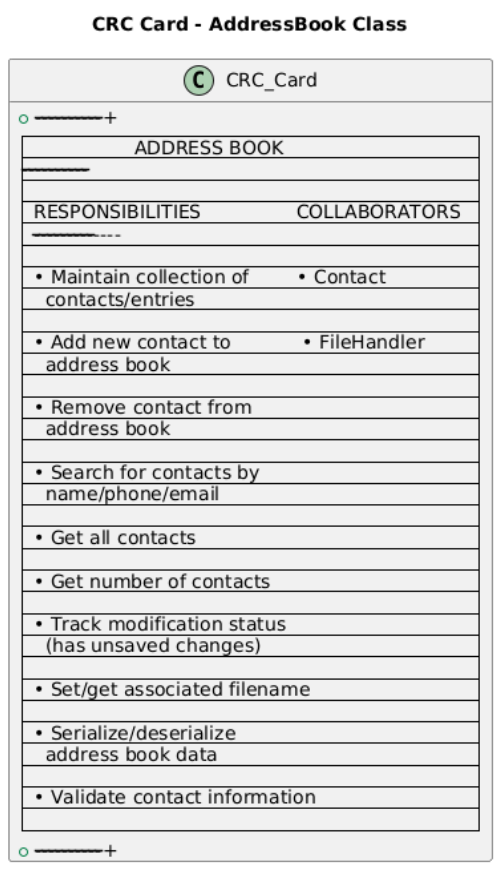 CRC Card - AddressBook Class
C CRC_Card
ADDRESS BOOK
RESPONSIBILITIES COLLABORATORS
• Maintain collection of • Contact
contacts/entries
• Add new contact to • FileHandler
address book
• Remove contact from
address book
• Search for contacts by
name/phone/email
• Get all contacts
• Get number of contacts
• Track modification status
(has unsaved changes)
• Set/get associated filename
• Serialize/deserialize
address book data
• Validate contact information